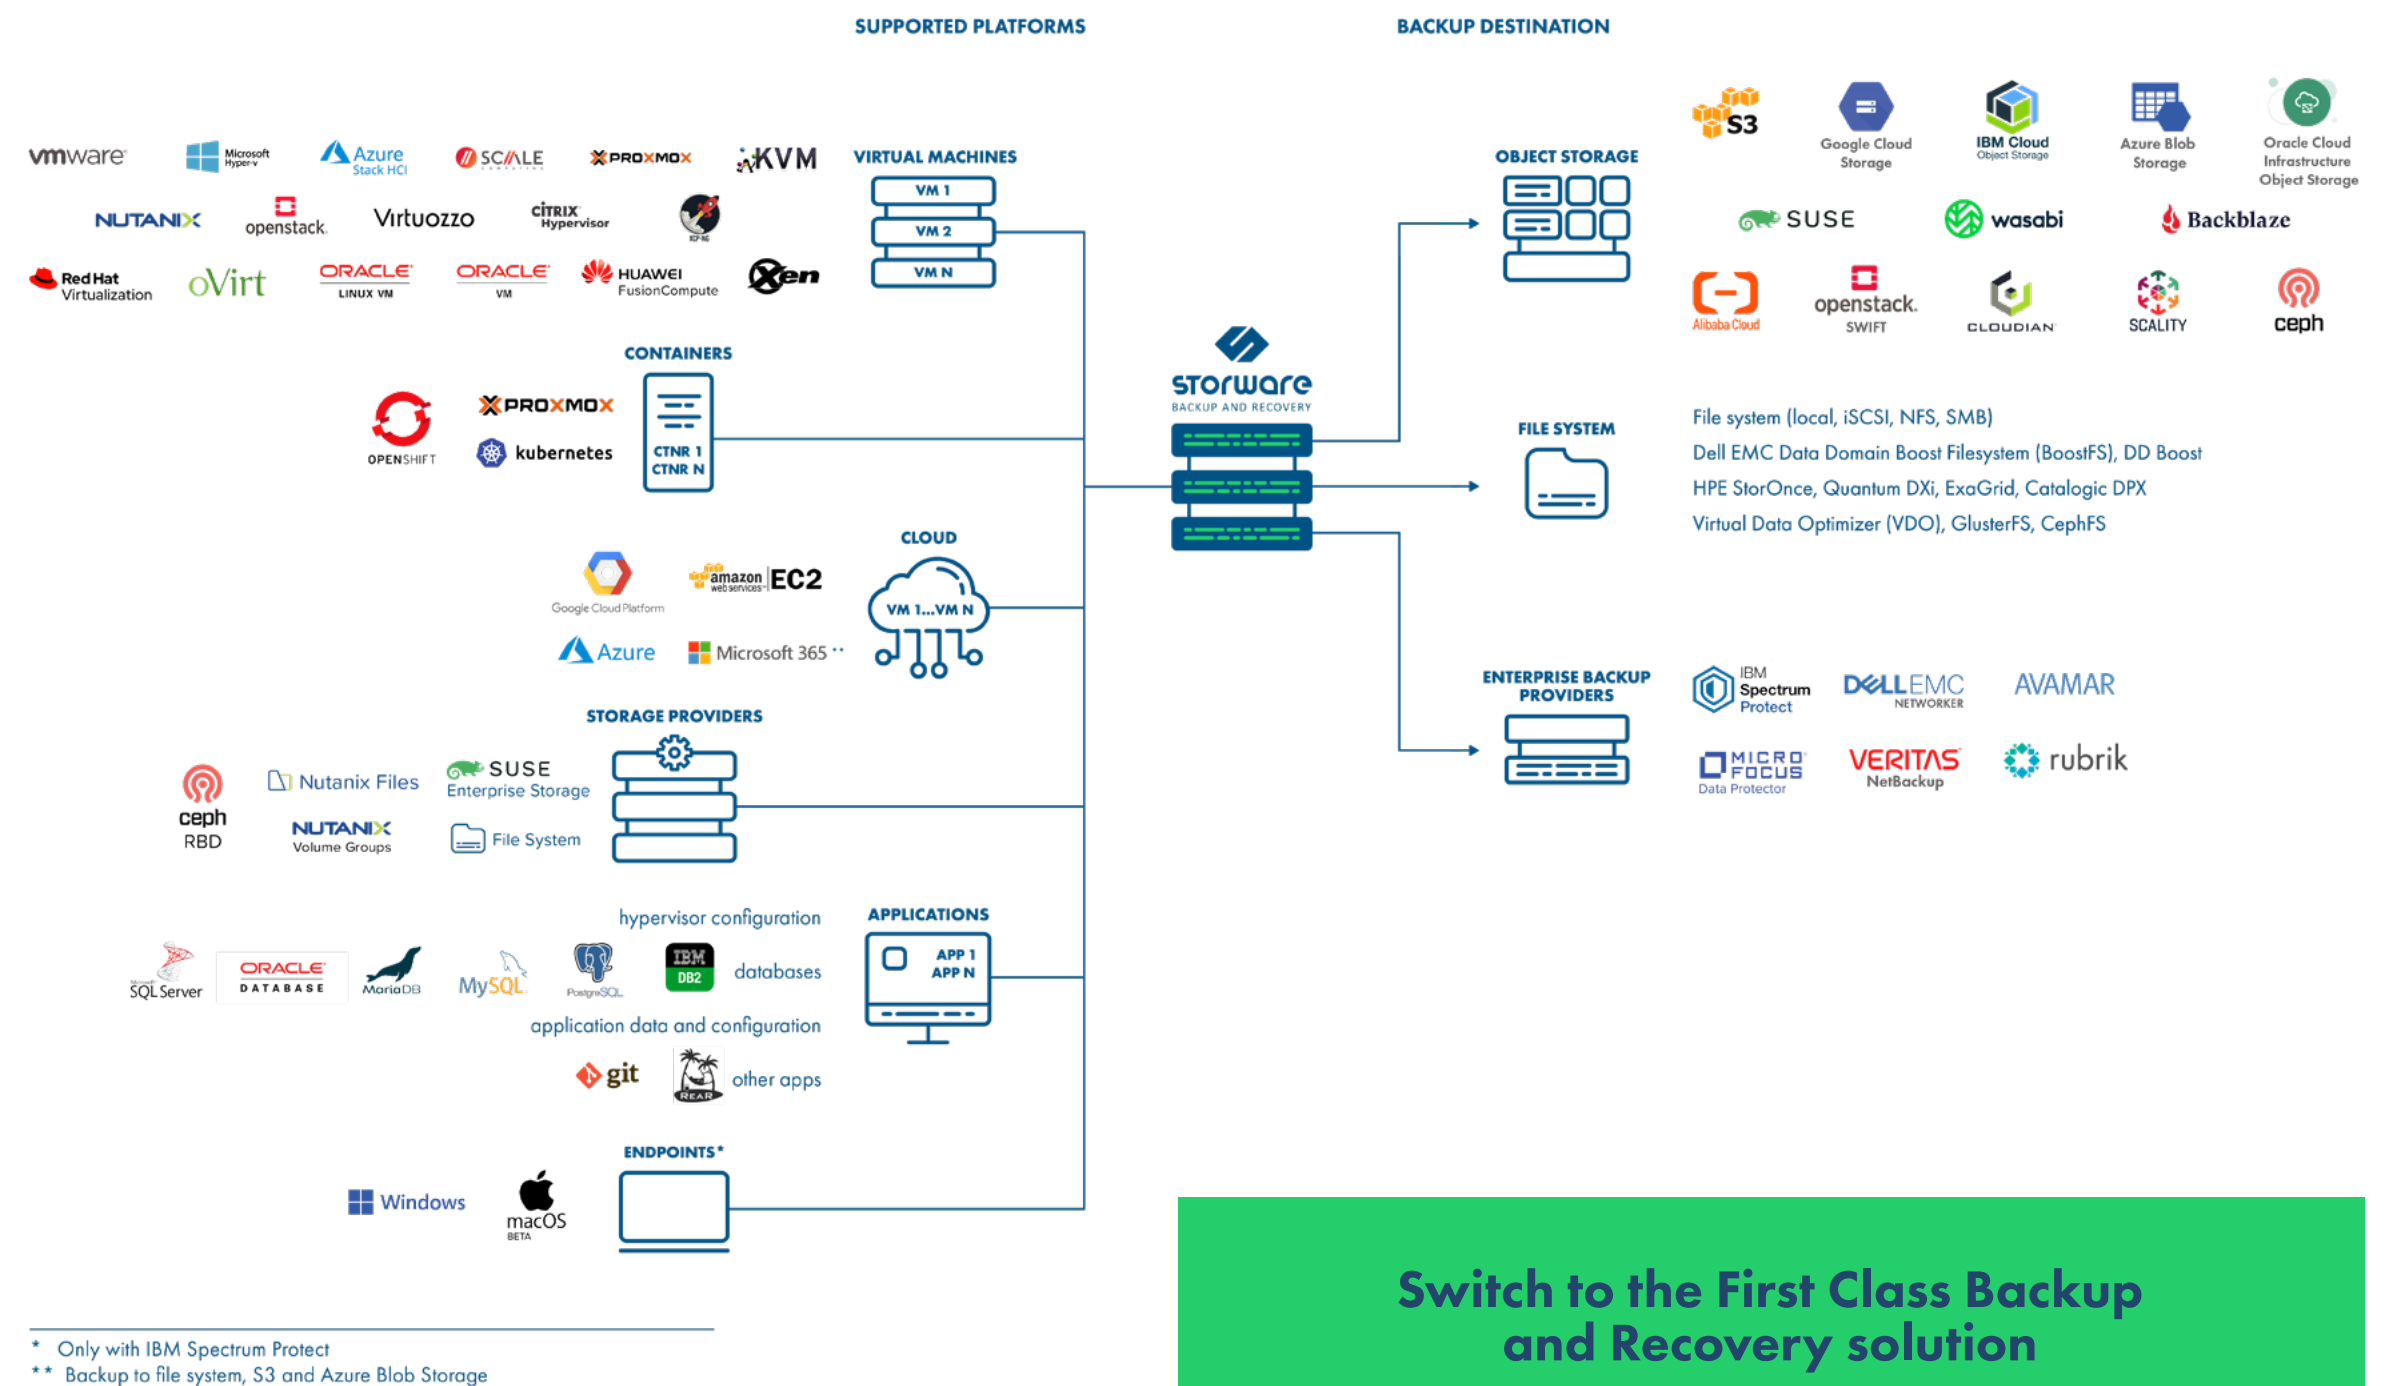 SUPPORTED PLATFORMS
BACKUP DESTINATION
vmware
Microsoft
Hyper-v
Azure
Stack HCI
SCALE
COMPUTING
PROXMOX
KVM
NUTANIX
openstack.
Virtuozzo
CİTRIX
Hypervisor
XCP-NG
Red Hat
Virtualization
oVirt
ORACLE
LINUX VM
ORACLE
VM
HUAWEI
FusionCompute
Xen
VIRTUAL MACHINES
VM 1
VM 2
VM N
CONTAINERS
OPENSHIFT
PROXMOX
kubernetes
CTNR 1
CTNR N
CLOUD
Google Cloud Platform
amazon
web services
EC2
Azure
Microsoft 365 **
VM 1...VM N
STORAGE PROVIDERS
ceph
RBD
Nutanix Files
SUSE
Enterprise Storage
NUTANIX
Volume Groups
File System
APPLICATIONS
hypervisor configuration
Microsoft
SQL Server
ORACLE
DATABASE
MariaDB
MySQL
PostgreSQL
IBM
DB2
databases
application data and configuration
git
REAR
other apps
APP 1
APP N
ENDPOINTS*
Windows
macOS
BETA
storware
BACKUP AND RECOVERY
OBJECT STORAGE
S3
Google Cloud
Storage
IBM Cloud
Object Storage
Azure Blob
Storage
Oracle Cloud
Infrastructure
Object Storage
SUSE
wasabi
Backblaze
Alibaba Cloud
openstack.
SWIFT
CLOUDIAN
SCALITY
ceph
FILE SYSTEM
File system (local, iSCSI, NFS, SMB)
Dell EMC Data Domain Boost Filesystem (BoostFS), DD Boost
HPE StorOnce, Quantum DXi, ExaGrid, Catalogic DPX
Virtual Data Optimizer (VDO), GlusterFS, CephFS
ENTERPRISE BACKUP
PROVIDERS
IBM
Spectrum
Protect
DELLEMC
NETWORKER
AVAMAR
MICRO
FOCUS
Data Protector
VERITAS
NetBackup
rubrik
Switch to the First Class Backup
and Recovery solution
* Only with IBM Spectrum Protect
** Backup to file system, S3 and Azure Blob Storage